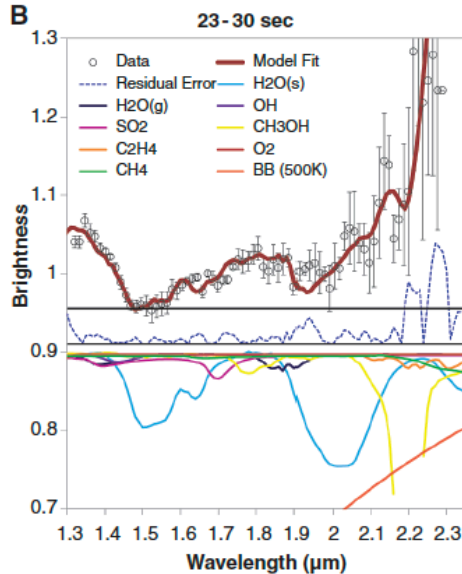 B
23-30 sec
Data Model Fit
Residual Error H2O(s)
H2O(g) OH
SO2 CH3OH
C2H4 O2
CH4 BB (500K)
Brightness
1.3
1.2
1.1
1
0.9
0.8
0.7
1.3 1.4 1.5 1.6 1.7 1.8 1.9 2 2.1 2.2 2.3
Wavelength (µm)